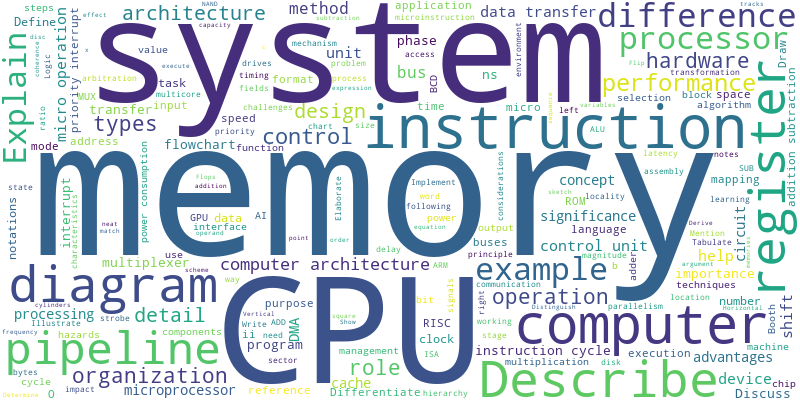 steps
NAND
effect
subtraction
application
microinstruction
tracks
Define
architecture
method
data transfer
difference
disc
Logic
coherence
system
mechanism
access
environment
processor
Draw
Explain
micro operation
priority interrupt
arbitration
execute
capacity
value
unit
phase
drives
problem
bus
BCD
ns
Flip
hardware
task
multicore
timing
format
process
performance
transformation
MUX
input
fields
expression
selection
block
space
transfer
challenges
design
time
micro
left
variables
algorithm
types
speed
priority
chart
size
instruction
sequence
ALU
register
addition subtraction
ratio
mode
address
control
flowchart
function
memory
latency
notes
interrupt
characteristics
power consumption
flops
addition
Implement
considerations
concept
assembly
SUB
mapping
state
notations
AI
Elaborate
word
following
sketch
ROM
locality
learning
GPU
data
interface
power
equation
significance
language
circuit
neat
match
operand
point
order
output
buses
control unit
magnitude
b
adder
Mention
Tabulate
Derive
argument
memories
help
multiplexer
use
delay
principle
scheme
computer architecture
way
ARM
communication
example
techniques
importance
diagram
cylinders
purpose
bit
signals
right
operation
parallelism
location
number
Horizontal
Booth
shift
processing
strobe
Vertical
square
RISC
Distinguish
frequency
Illustrate
detail
Write
ADD
Show
ii
need
DMA
CPU
working
computer
machine
pipeline
hazards
components
program
clock
stage
sector
management
ISA
instruction cycle
execution
advantages
bytes
organization
role
Describe
multiplication
disk
device
chip
cycle
impact
microprocessor
cache
reference
Differentiate
hierarchy
Determine
O
Discuss